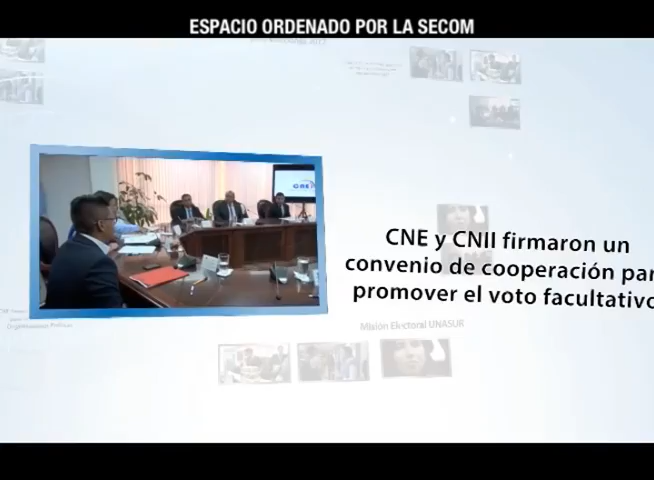 ESPACIO ORDENADO POR LA SECOM
CNE
CNE y CNII firmaron un
convenio de cooperación par
promover el voto facultativo
Misión Electoral UNASUR